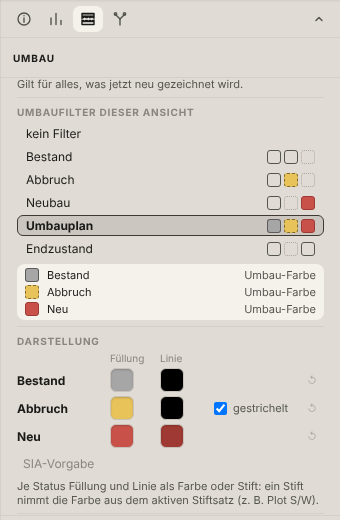 UMBAU
Gilt für alles, was jetzt neu gezeichnet wird.
UMBAUFILTER DIESER ANSICHT
kein Filter
Bestand
Abbruch
Neubau
Umbauplan
Endzustand
Bestand Umbau-Farbe
Abbruch Umbau-Farbe
Neu Umbau-Farbe
DARSTELLUNG
Füllung Linie
Bestand
Abbruch gestrichelt
Neu
SIA-Vorgabe
Je Status Füllung und Linie als Farbe oder Stift: ein Stift
nimmt die Farbe aus dem aktiven Stiftsatz (z. B. Plot S/W).